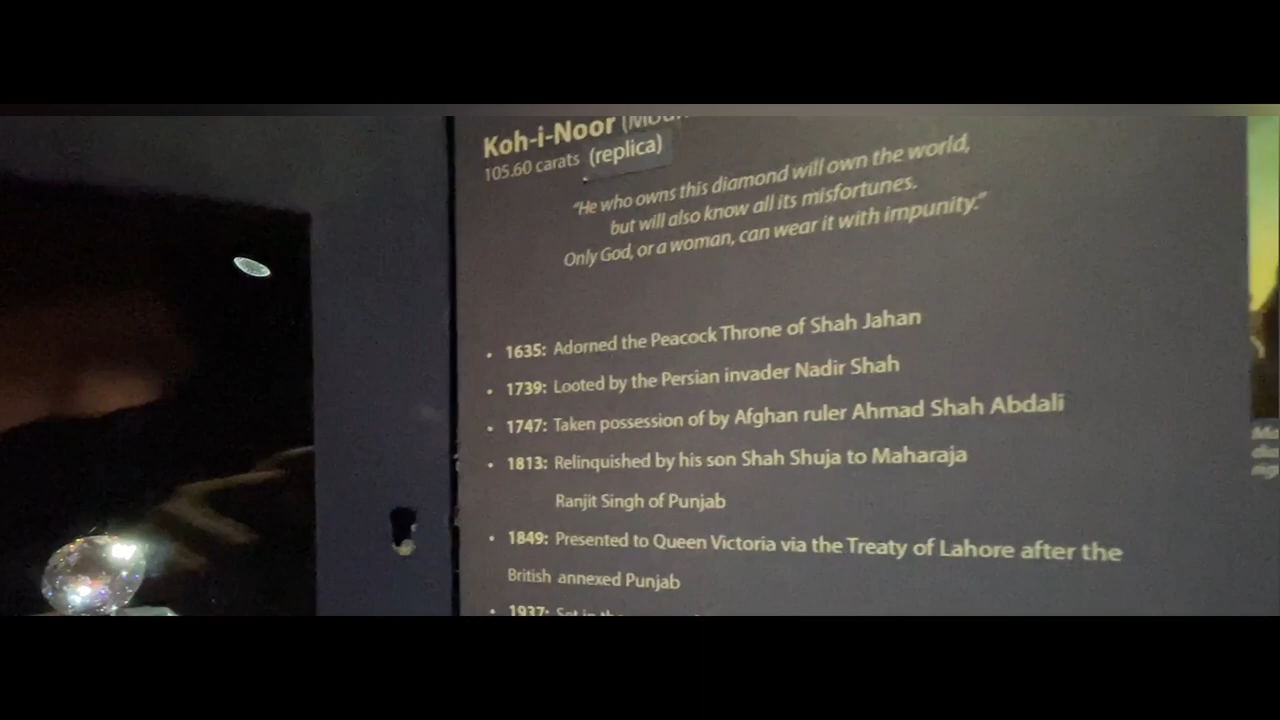 Koh-i-Noor
105.60 carats (replica)
“He who owns this diamond will own the world,
but will also know all its misfortunes.
Only God, or a woman, can wear it with impunity.”
• 1635: Adorned the Peacock Throne of Shah Jahan
• 1739: Looted by the Persian invader Nadir Shah
• 1747: Taken possession of by Afghan ruler Ahmad Shah Abdali
• 1813: Relinquished by his son Shah Shuja to Maharaja
Ranjit Singh of Punjab
• 1849: Presented to Queen Victoria via the Treaty of Lahore after the
British annexed Punjab
• 1937: Set in the